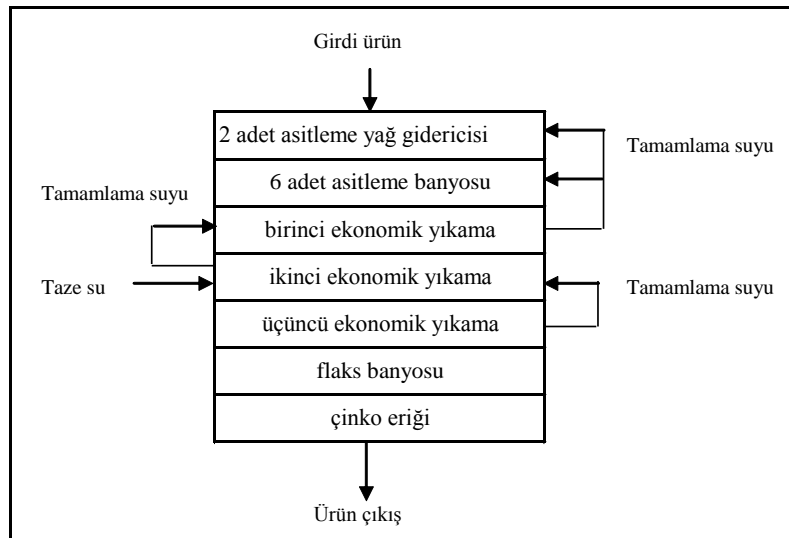 Girdi ürün
2 adet asitleme yağ gidericisi
Tamamlama suyu
6 adet asitleme banyosu
Tamamlama suyu
birinci ekonomik yıkama
ikinci ekonomik yıkama
Taze su
Tamamlama suyu
üçüncü ekonomik yıkama
flaks banyosu
çinko eriği
Ürün çıkış